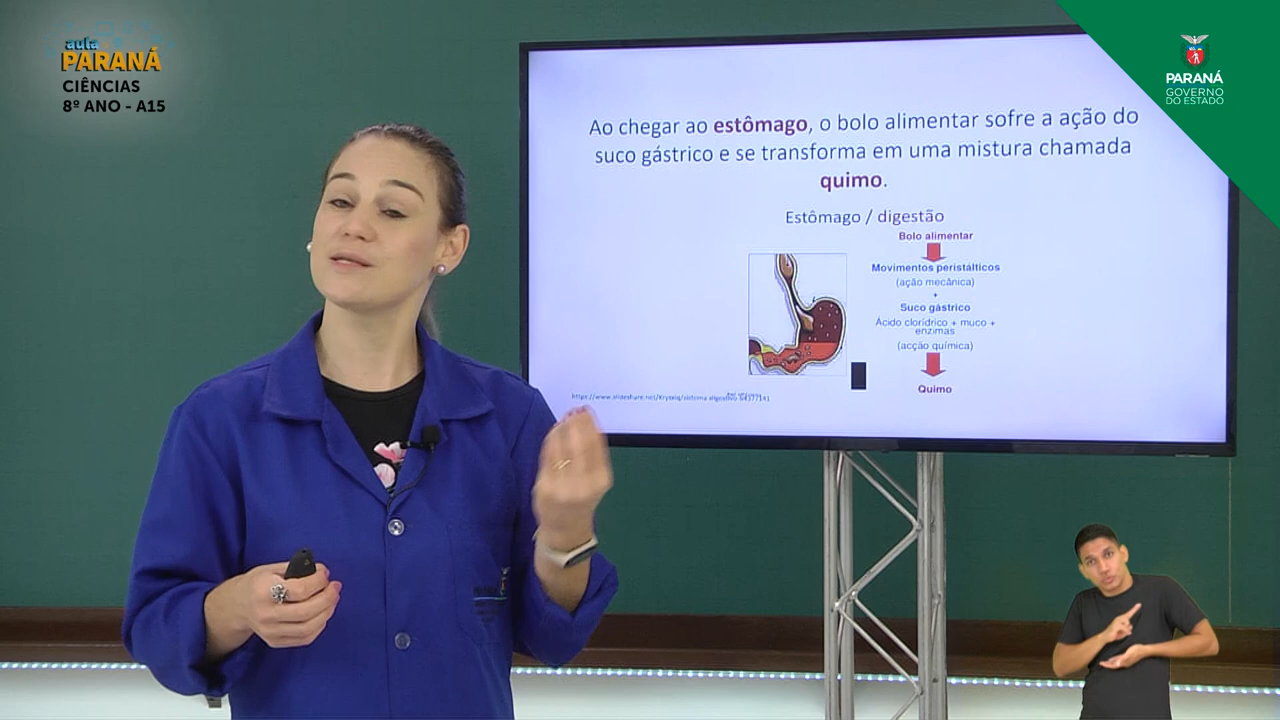 aula
PARANÁ
CIÊNCIAS
8º ANO - A15
PARANÁ
GOVERNO
DO ESTADO
Ao chegar ao estômago, o bolo alimentar sofre a ação do
suco gástrico e se transforma em uma mistura chamada
quimo.
Estômago / digestão
Bolo alimentar
Movimentos peristálticos
(ação mecânica)
+
Suco gástrico
Ácido clorídrico + muco +
enzimas
(acção química)
Quimo